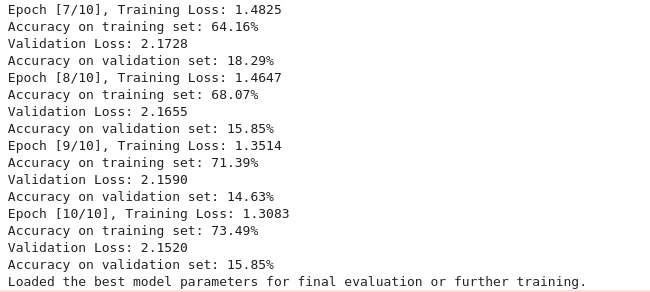 Epoch [7/10], Training Loss: 1.4825
Accuracy on training set: 64.16%
Validation Loss: 2.1728
Accuracy on validation set: 18.29%
Epoch [8/10], Training Loss: 1.4647
Accuracy on training set: 68.07%
Validation Loss: 2.1655
Accuracy on validation set: 15.85%
Epoch [9/10], Training Loss: 1.3514
Accuracy on training set: 71.39%
Validation Loss: 2.1590
Accuracy on validation set: 14.63%
Epoch [10/10], Training Loss: 1.3083
Accuracy on training set: 73.49%
Validation Loss: 2.1520
Accuracy on validation set: 15.85%
Loaded the best model parameters for final evaluation or further training.